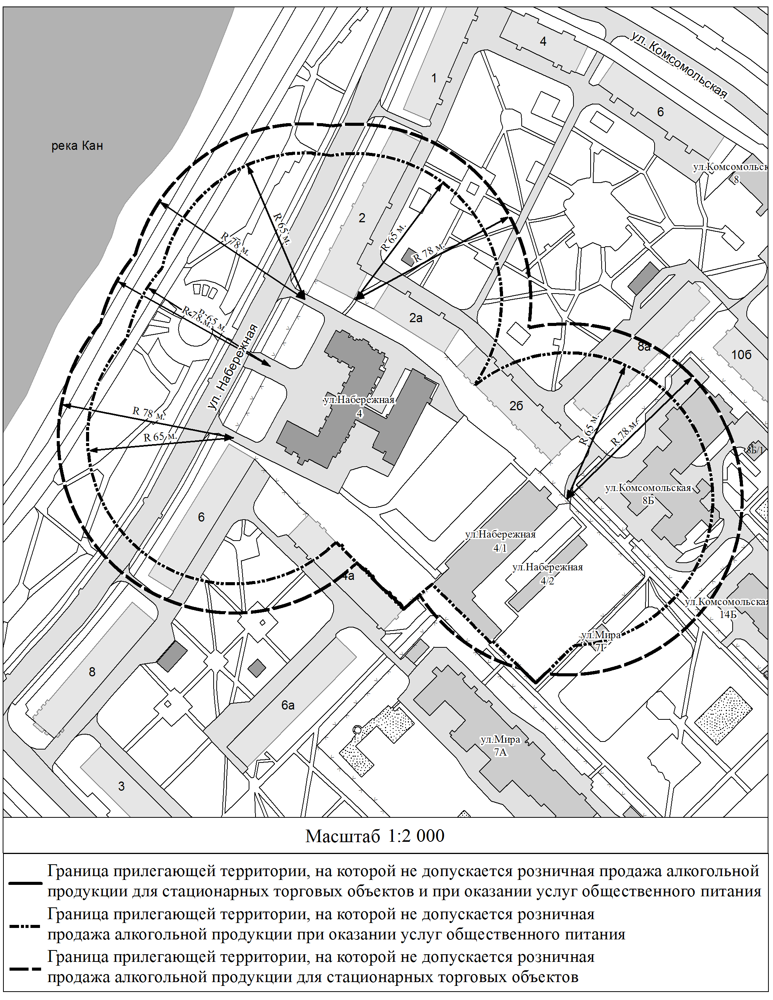 4
ул. Комсомольская
1
6
река Кан
ул.Комсомольск
8
2
R 65 м.
R 78 м.
R 65 м.
R 78 м.
R 65 м.
R 78 м.
2а
ул. Набережная
8а
10б
ул.Набережная
4
2б
R 78 м.
R 65 м.
R 65 м.
R 78 м.
8Б/1
ул.Комсомольская
8Б
6
ул.Набережная
4/1
ул.Набережная
4/2
4а
ул.Комсомольская
14Б
ул.Мира
7Г
8
6а
ул.Мира
7А
3
Масштаб 1:2 000
Граница прилегающей территории, на которой не допускается розничная продажа алкогольной
продукции для стационарных торговых объектов и при оказании услуг общественного питания
Граница прилегающей территории, на которой не допускается розничная
продажа алкогольной продукции при оказании услуг общественного питания
Граница прилегающей территории, на которой не допускается розничная
продажа алкогольной продукции для стационарных торговых объектов